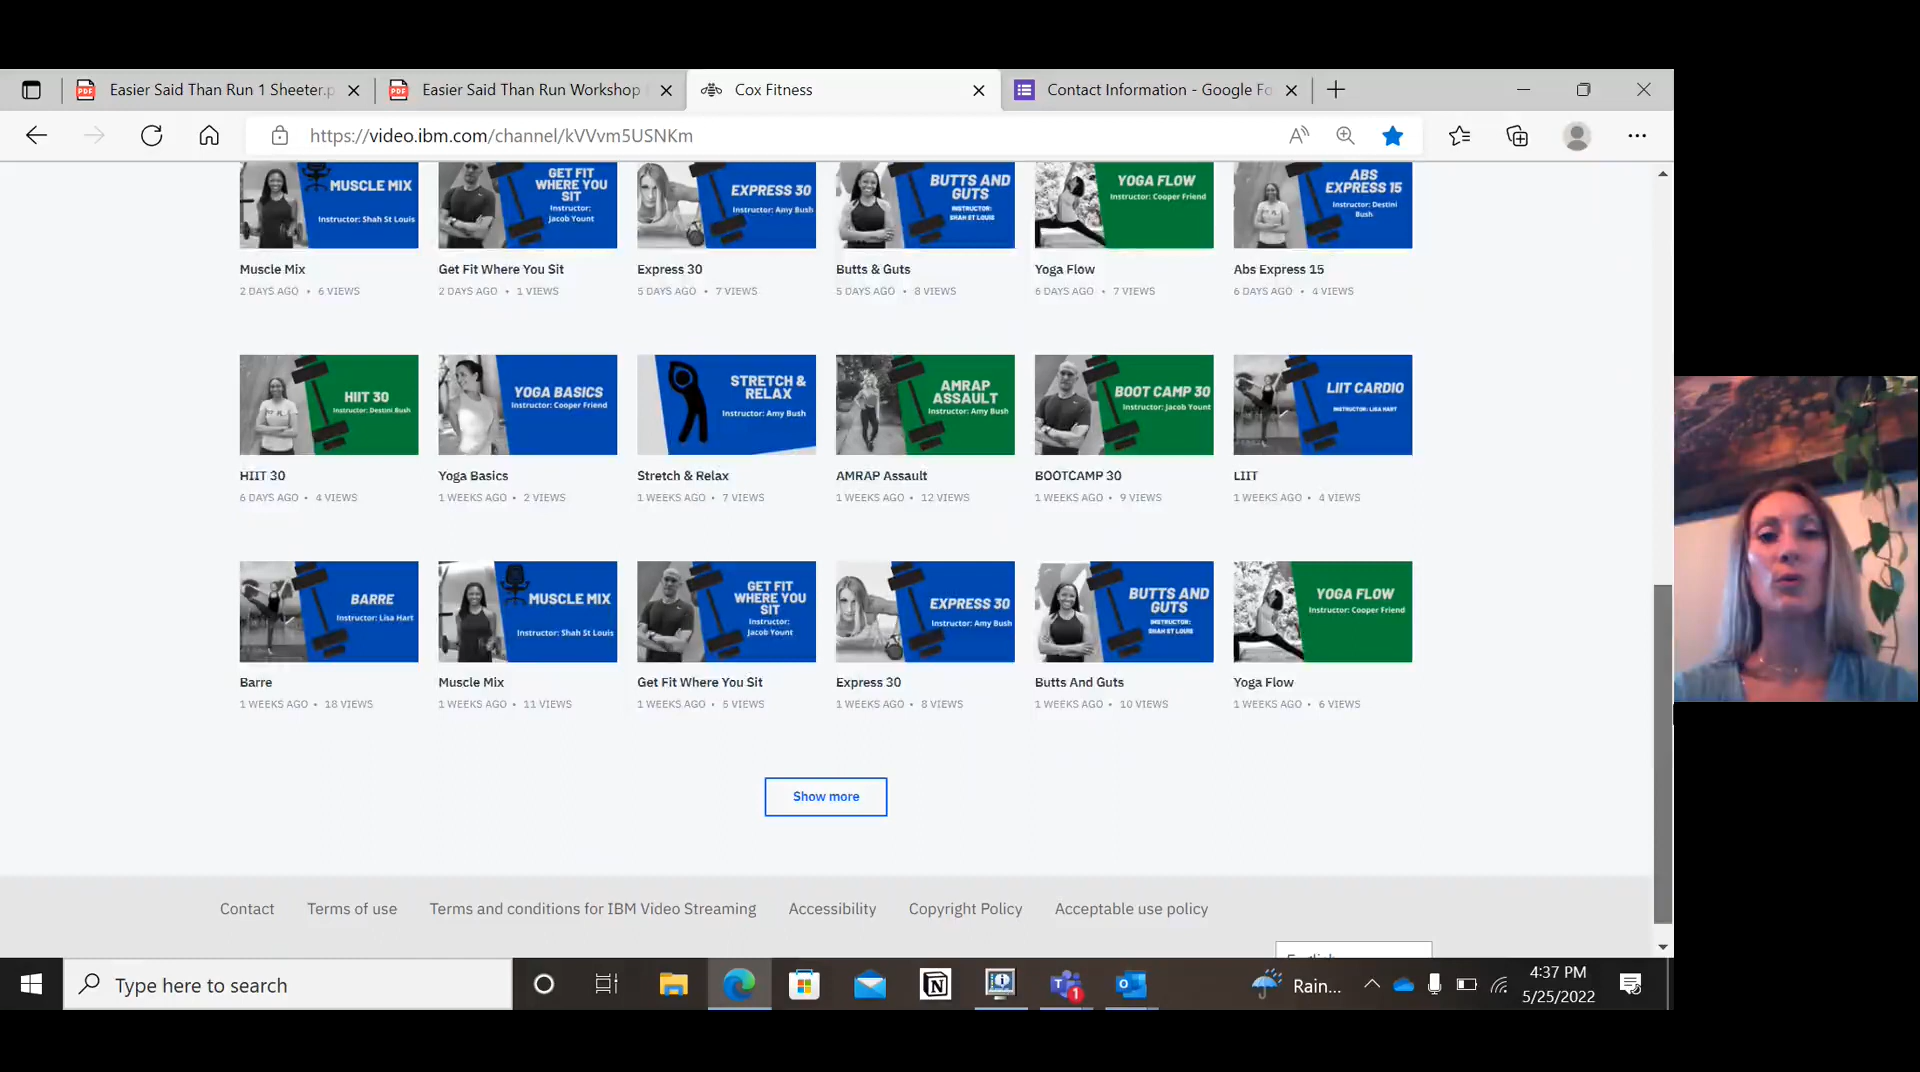 Easier Said Than Run 1 Sheeter.p
Easier Said Than Run Workshop
Cox Fitness
Contact Information - Google Fo
https://video.ibm.com/channel/kVVvm5USNKm
MUSCLE MIX
Instructor: Shah St Louis
GET FIT
WHERE YOU
SIT
Instructor:
Jacob Yount
EXPRESS 30
Instructor: Amy Bush
BUTTS AND
GUTS
INSTRUCTOR:
SHAH ST LOUIS
YOGA FLOW
Instructor: Cooper Friend
ABS
EXPRESS 15
Instructor: Destini
Bush
Muscle Mix
2 DAYS AGO • 6 VIEWS
Get Fit Where You Sit
2 DAYS AGO • 1 VIEWS
Express 30
5 DAYS AGO • 7 VIEWS
Butts & Guts
5 DAYS AGO • 8 VIEWS
Yoga Flow
6 DAYS AGO • 7 VIEWS
Abs Express 15
6 DAYS AGO • 4 VIEWS
HIIT 30
Instructor: Destini Bush
YOGA BASICS
Instructor: Cooper Friend
STRETCH &
RELAX
Instructor: Amy Bush
AMRAP
ASSAULT
Instructor: Amy Bush
BOOT CAMP 30
Instructor: Jacob Yount
LIIT CARDIO
INSTRUCTOR: LISA HART
HIIT 30
6 DAYS AGO • 4 VIEWS
Yoga Basics
1 WEEKS AGO • 2 VIEWS
Stretch & Relax
1 WEEKS AGO • 7 VIEWS
AMRAP Assault
1 WEEKS AGO • 12 VIEWS
BOOTCAMP 30
1 WEEKS AGO • 9 VIEWS
LIIT
1 WEEKS AGO • 4 VIEWS
BARRE
Instructor: Lisa Hart
MUSCLE MIX
Instructor: Shah St Louis
GET FIT
WHERE YOU
SIT
Instructor:
Jacob Yount
EXPRESS 30
Instructor: Amy Bush
BUTTS AND
GUTS
INSTRUCTOR:
SHAH ST LOUIS
YOGA FLOW
Instructor: Cooper Friend
Barre
1 WEEKS AGO • 18 VIEWS
Muscle Mix
1 WEEKS AGO • 11 VIEWS
Get Fit Where You Sit
1 WEEKS AGO • 5 VIEWS
Express 30
1 WEEKS AGO • 8 VIEWS
Butts And Guts
1 WEEKS AGO • 10 VIEWS
Yoga Flow
1 WEEKS AGO • 6 VIEWS
Show more
Contact
Terms of use
Terms and conditions for IBM Video Streaming
Accessibility
Copyright Policy
Acceptable use policy
Type here to search
1
Rain...
4:37 PM
5/25/2022